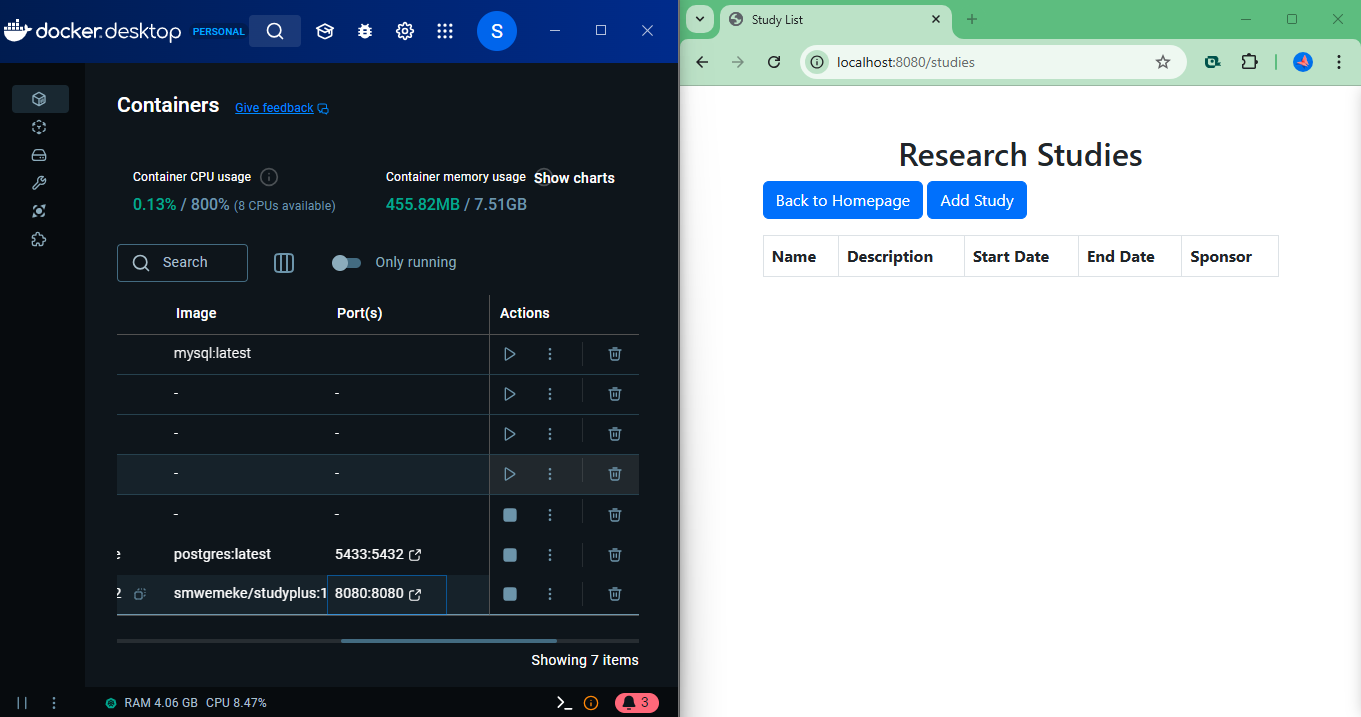 docker.desktop PERSONAL S
Containers Give feedback
Container CPU usage
0.13% / 800% (8 CPUs available)
Container memory usage
455.82MB / 7.51GB
Show charts
Search
Only running
Image Port(s) Actions
mysql:latest
- -
- -
- -
- -
e postgres:latest 5433:5432
2 smwemeke/studyplus:1 8080:8080
Showing 7 items
RAM 4.06 GB CPU 8.47%
3
Study List
localhost:8080/studies
Research Studies
Back to Homepage Add Study
Name Description Start Date End Date Sponsor